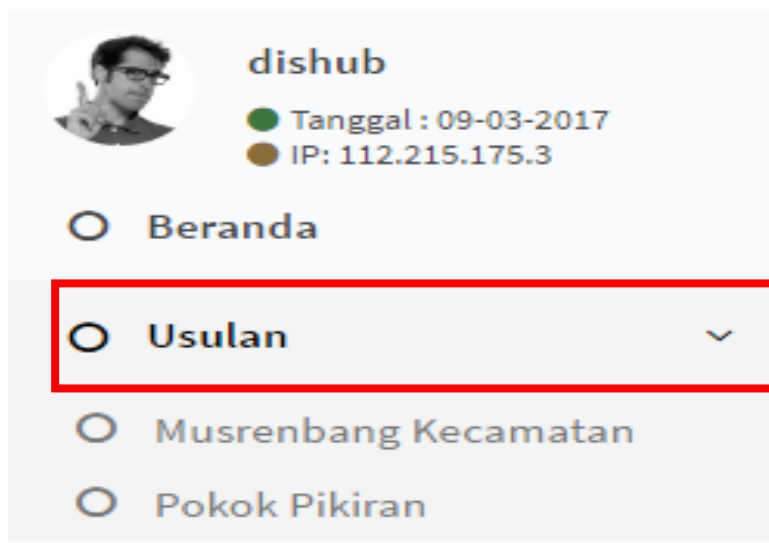 dishub
Tanggal : 09-03-2017
IP: 112.215.175.3
Beranda
Usulan
Musrenbang Kecamatan
Pokok Pikiran